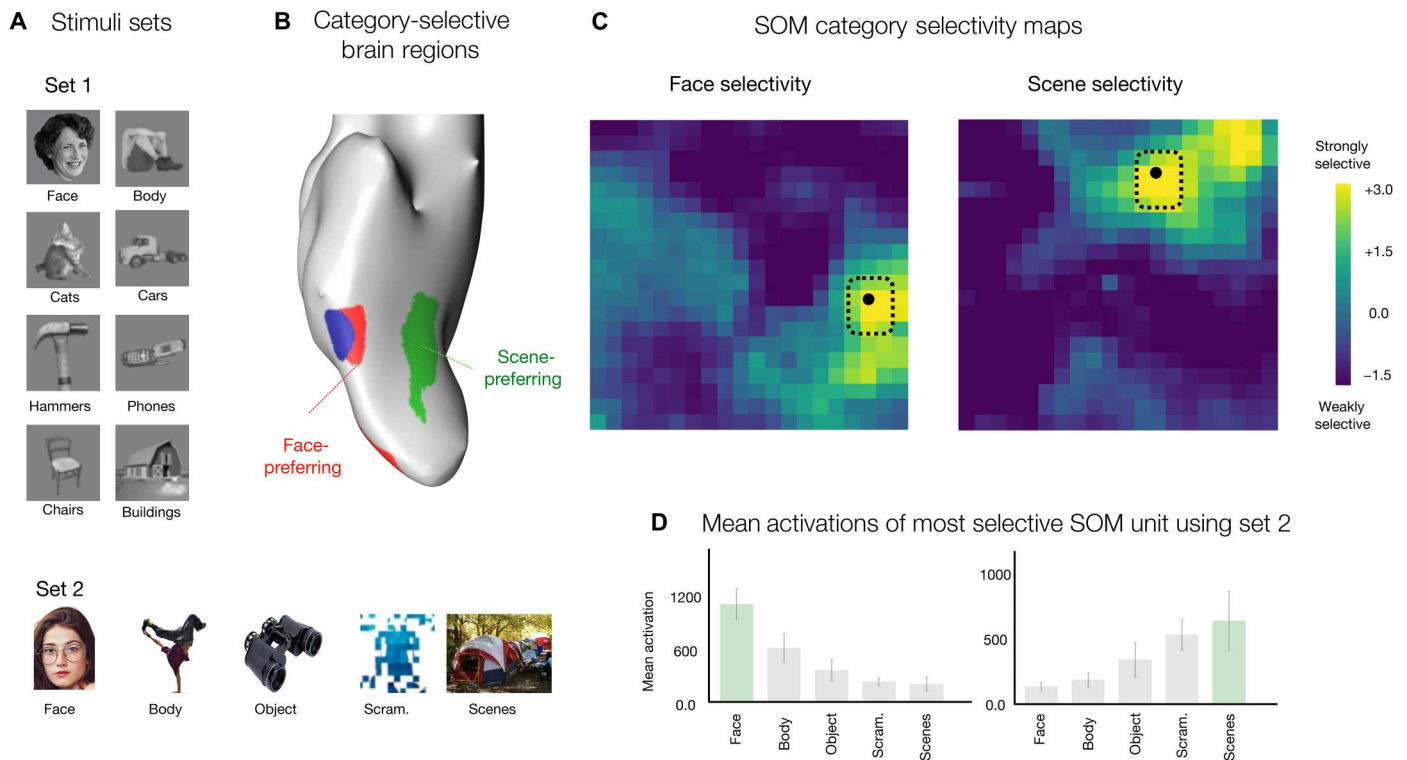 A Stimuli sets
Set 1
Face Body
Cats Cars
Hammers Phones
Chairs Buildings
Set 2
Face Body Object Scram. Scenes
B Category-selective
brain regions
Scene-
preferring
Face-
preferring
C SOM category selectivity maps
Face selectivity Scene selectivity
Strongly
selective
+3.0
+1.5
0.0
−1.5
Weakly
selective
D Mean activations of most selective SOM unit using set 2
Mean activation
1200
600
0.0
Face Body Object Scram. Scenes
1000
500
0.0
Face Body Object Scram. Scenes